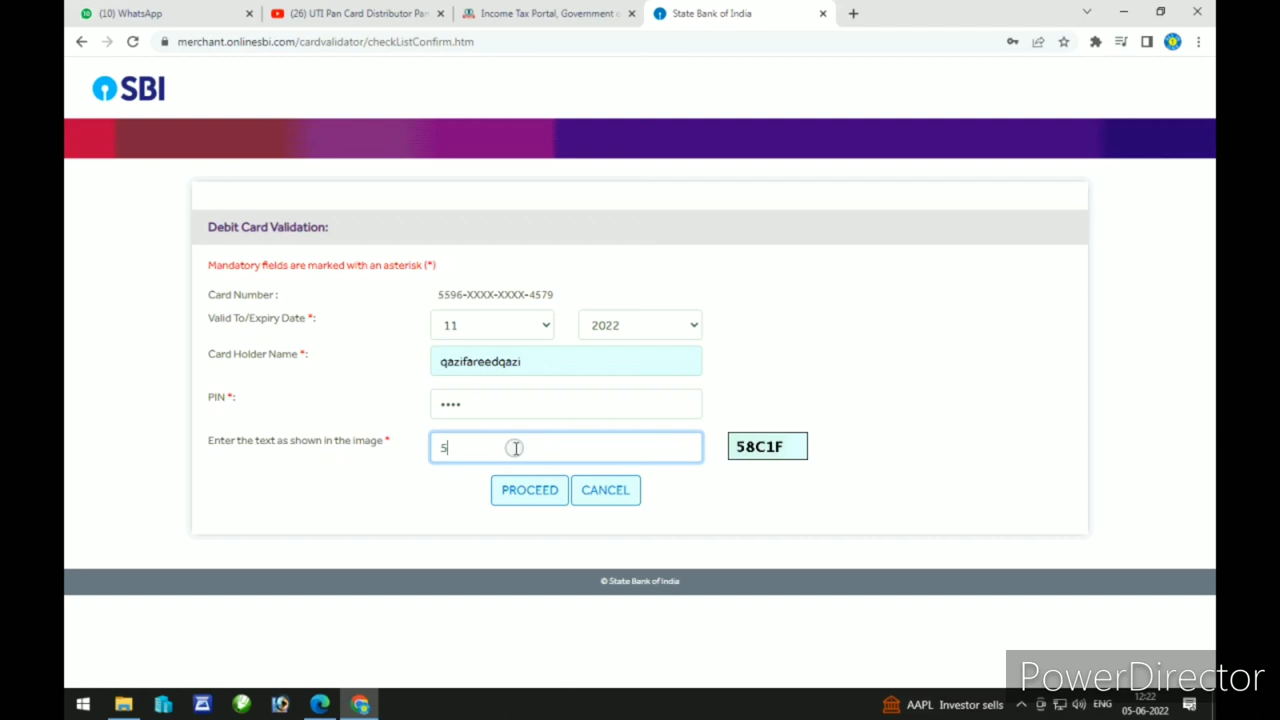 (10) WhatsApp
(26) UTI Pan Card Distributor Pan
Income Tax Portal, Government o
State Bank of India
merchant.onlinesbi.com/cardvalidator/checkListConfirm.htm
SBI
Debit Card Validation:
Mandatory fields are marked with an asterisk (*)
Card Number : 5596-XXXX-XXXX-4579
Valid To/Expiry Date *: 11 2022
Card Holder Name *: qazifareedqazi
PIN *: ••••
Enter the text as shown in the image * 5 58C1F
PROCEED CANCEL
© State Bank of India
PowerDirector
AAPL Investor sells ENG 12:22
05-06-2022